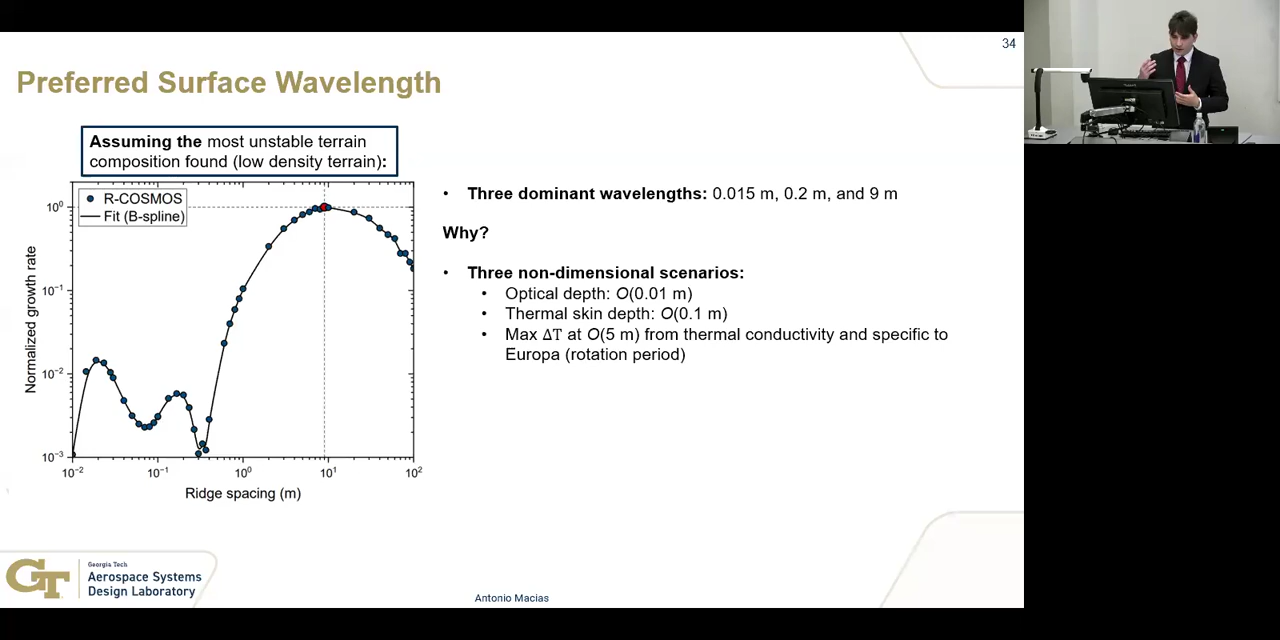 34
Preferred Surface Wavelength
Assuming the most unstable terrain
composition found (low density terrain):
R-COSMOS
Fit (B-spline)
10⁰
10⁻¹
10⁻²
10⁻³
Normalized growth rate
10⁻² 10⁻¹ 10⁰ 10¹ 10²
Ridge spacing (m)
• Three dominant wavelengths: 0.015 m, 0.2 m, and 9 m
Why?
• Three non-dimensional scenarios:
• Optical depth: O(0.01 m)
• Thermal skin depth: O(0.1 m)
• Max ΔT at O(5 m) from thermal conductivity and specific to
Europa (rotation period)
GT
Georgia Tech
Aerospace Systems
Design Laboratory
Antonio Macias